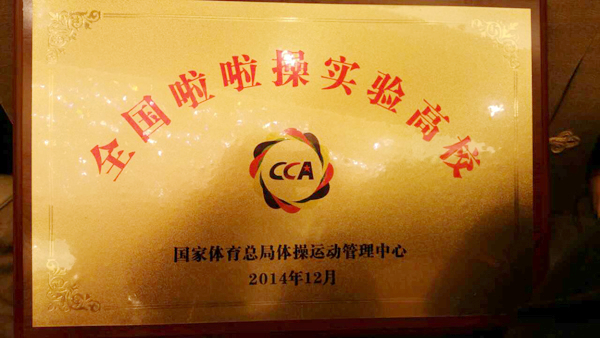 全国啦啦操实验高校
CCA
国家体育总局体操运动管理中心
2014年12月